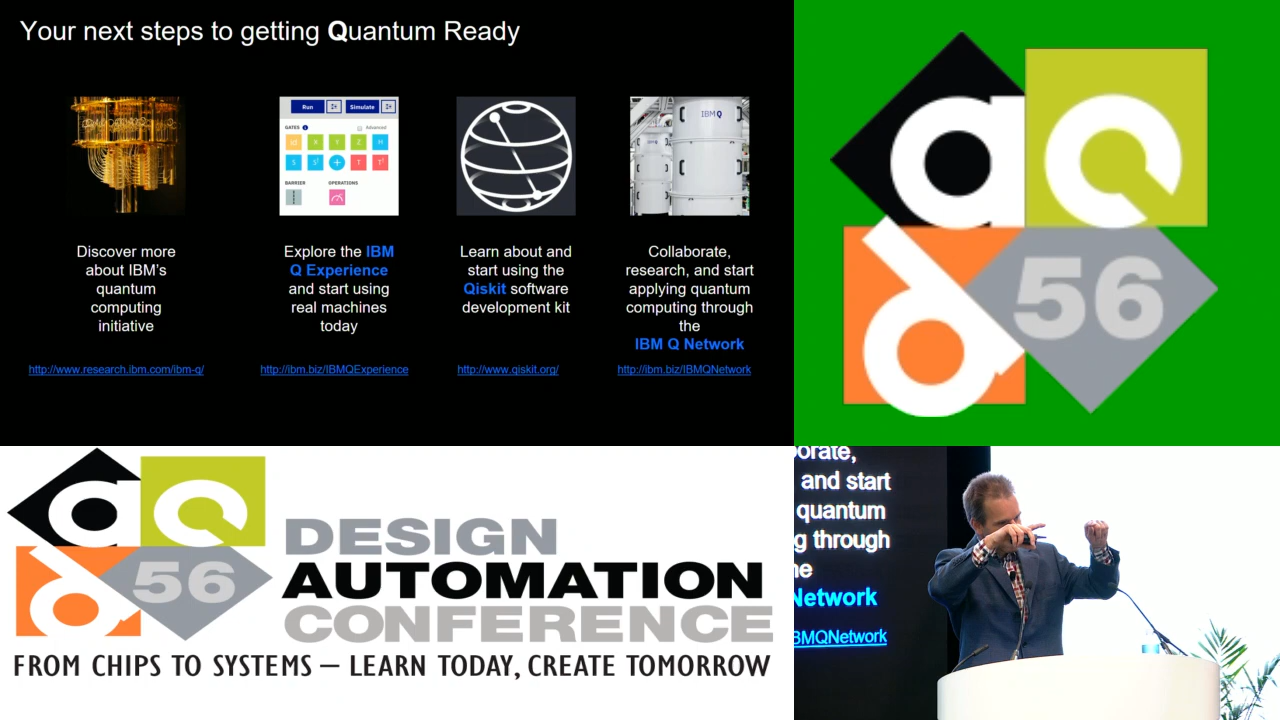 Your next steps to getting Quantum Ready
Run
Simulate
GATES
Advanced
X
Y
Z
H
S
S†
+
T
T†
BARRIER
OPERATIONS
IBM Q
Discover more
about IBM's
quantum
computing
initiative
http://www.research.ibm.com/ibm-q/
Explore the IBM
Q Experience
and start using
real machines
today
http://ibm.biz/IBMQExperience
Learn about and
start using the
Qiskit software
development kit
http://www.qiskit.org/
Collaborate,
research, and start
applying quantum
computing through
the
IBM Q Network
http://ibm.biz/IBMQNetwork
dac
56
dac
56
DESIGN
AUTOMATION
CONFERENCE
FROM CHIPS TO SYSTEMS — LEARN TODAY, CREATE TOMORROW
orate,
and start
quantum
g through
he
Network
BMQNetwork